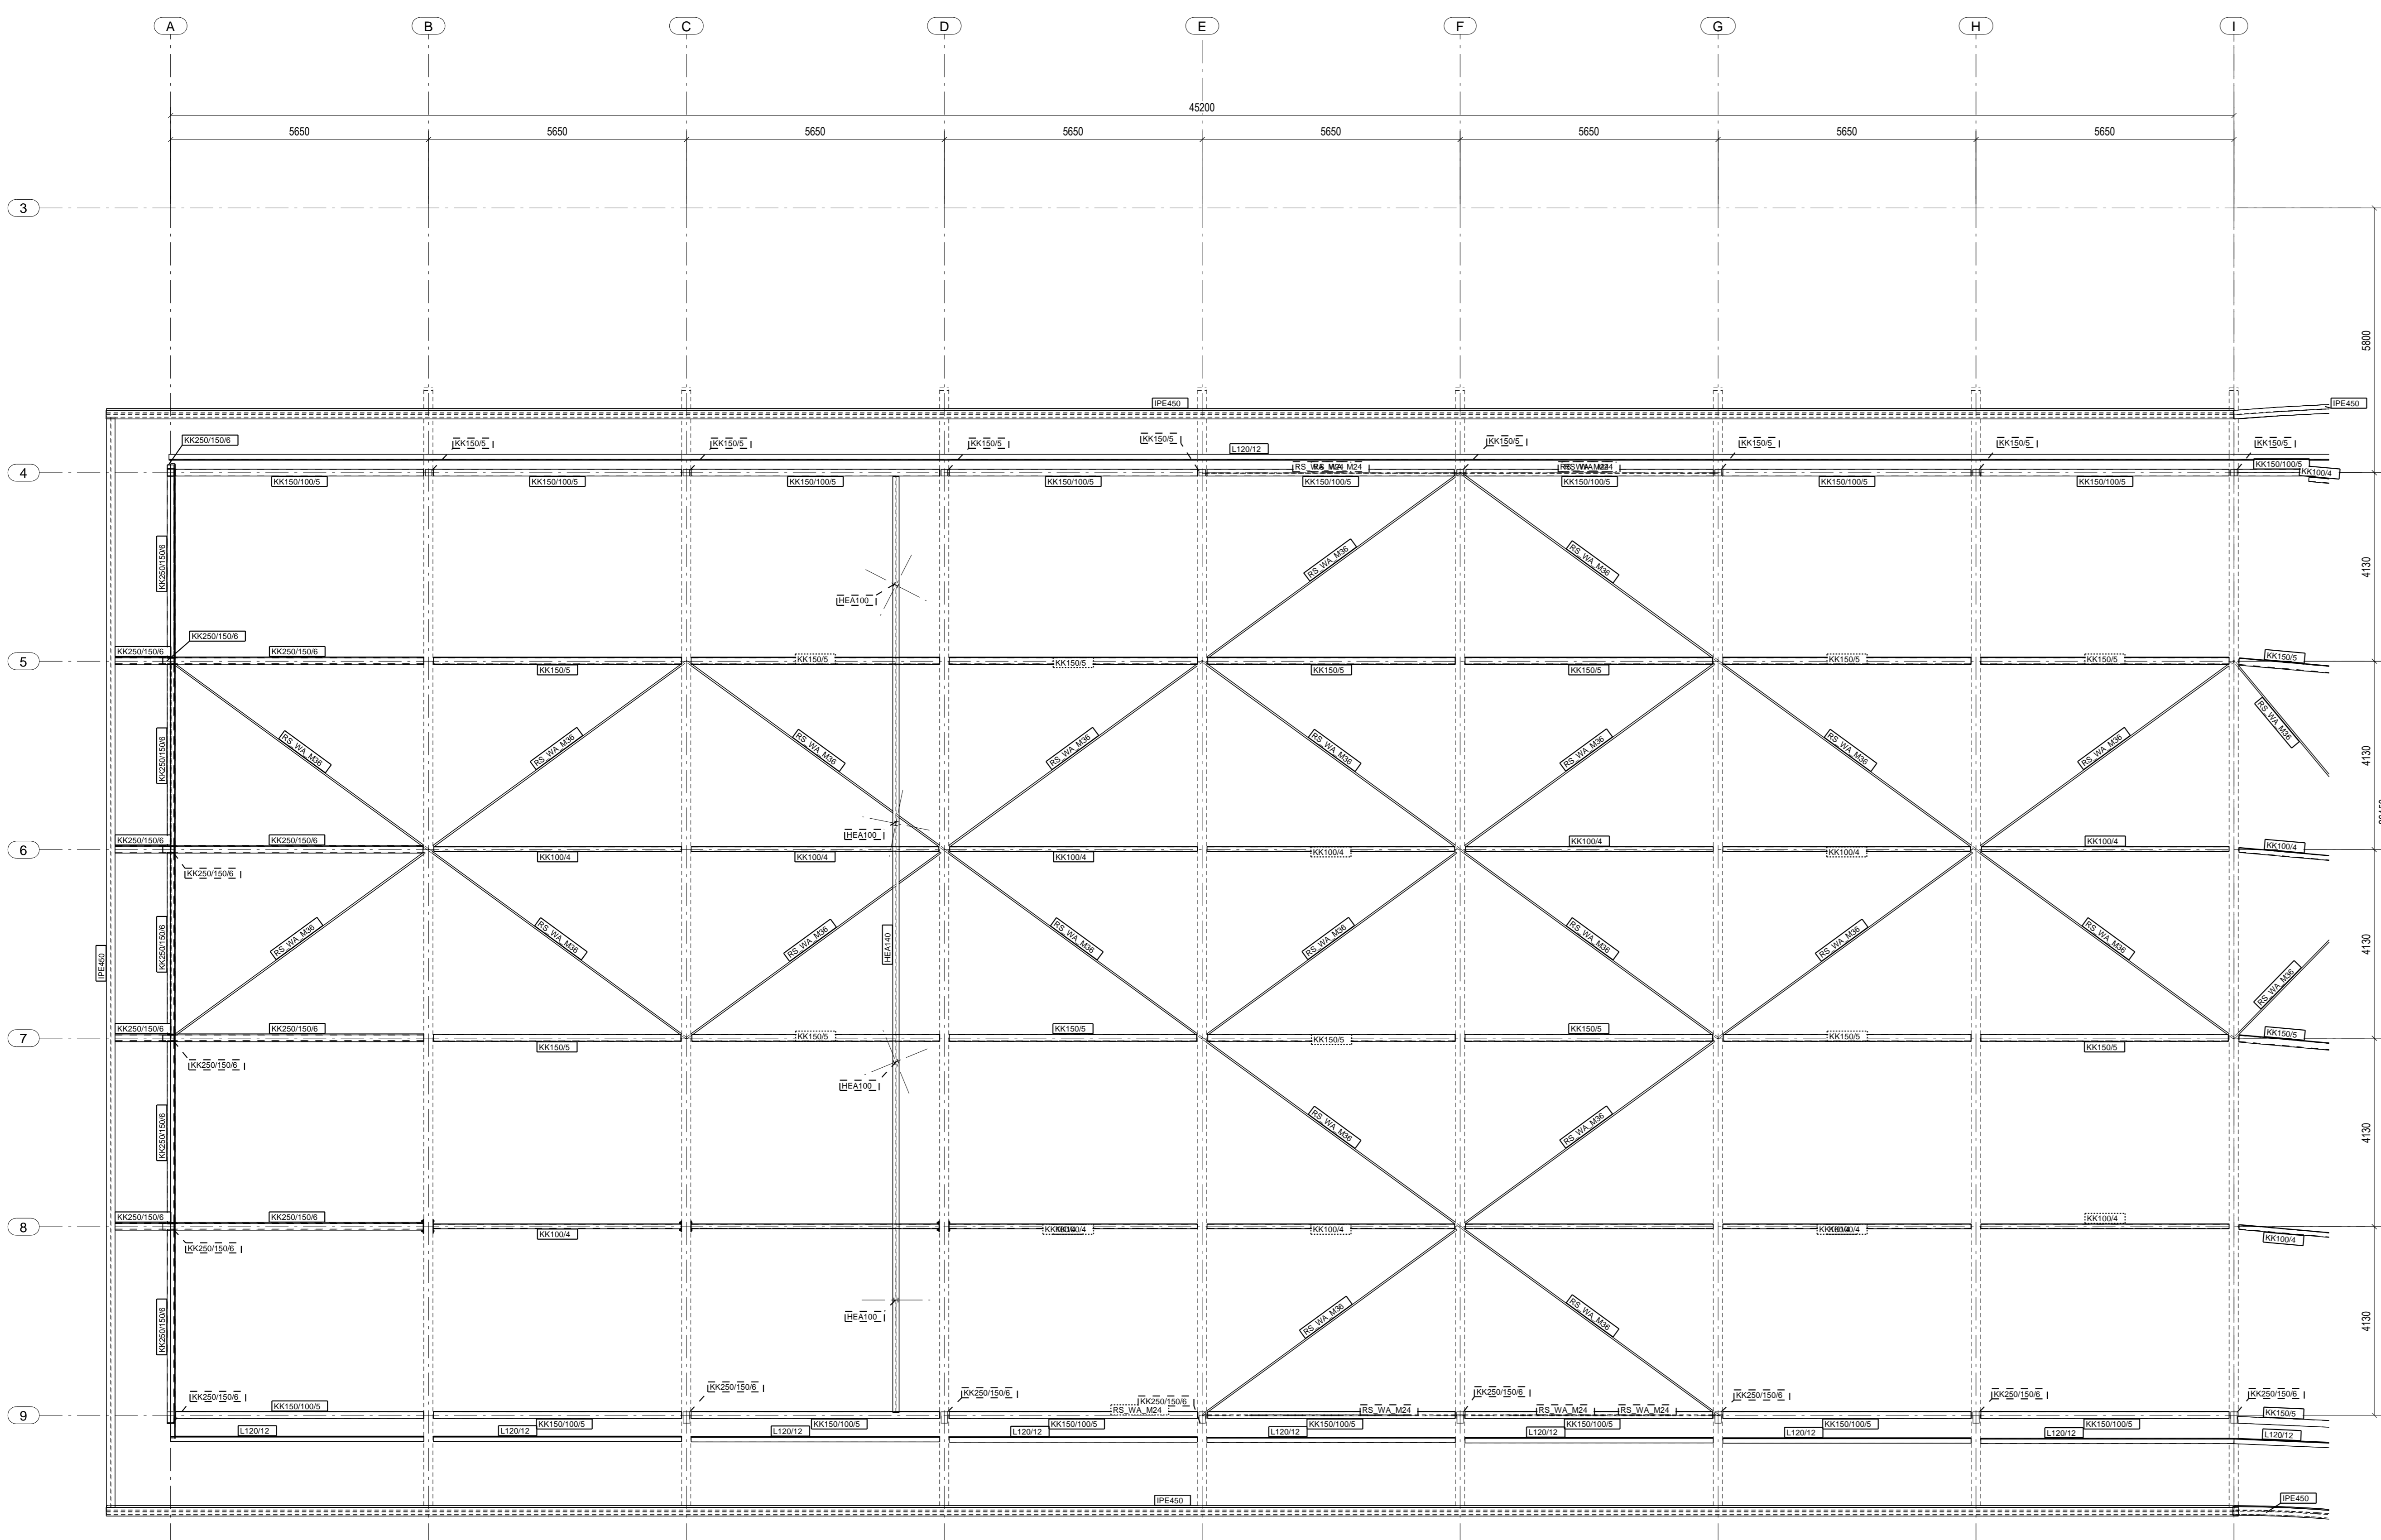 A B C D E F G H I
45200
5650 5650 5650 5650 5650 5650 5650 5650
3
5800
IPE450 IPE450
KK250/150/6 KK150/5 KK150/5 KK150/5 KK150/5 L120/12 KK150/5 KK150/5 KK150/5 KK150/5
4
RS_WA_M24
KK150/100/5 KK100/4
KK150/100/5 KK150/100/5 KK150/100/5 KK150/100/5 KK150/100/5 KK150/100/5 KK150/100/5 KK150/100/5
KK250/150/6 RS_WA_M36 RS_WA_M36 4130
HEA100
KK250/150/6
5
KK250/150/6 KK250/150/6 KK150/5 KK150/5 KK150/5 KK150/5 KK150/5
KK150/5 KK150/5 KK150/5
KK250/150/6 RS_WA_M36 RS_WA_M36 RS_WA_M36 RS_WA_M36 RS_WA_M36 RS_WA_M36 RS_WA_M36 RS_WA_M36 RS_WA_M36 4130
HEA100
6
KK250/150/6 KK250/150/6 KK100/4 KK100/4 KK100/4
KK100/4 KK100/4 KK100/4 KK100/4 KK100/4
KK250/150/6
IPE450 KK250/150/6 RS_WA_M36 RS_WA_M36 RS_WA_M36 HEA140 RS_WA_M36 RS_WA_M36 RS_WA_M36 RS_WA_M36 RS_WA_M36 RS_WA_M36 4130
7
KK250/150/6 KK250/150/6 KK150/5 KK150/5 KK150/5 KK150/5 KK150/5 KK150/5
KK150/5 KK150/5
KK250/150/6 HEA100
KK250/150/6 RS_WA_M36 RS_WA_M36 4130
8
KK250/150/6 KK250/150/6 KK100/4
KK100/4 KK100/4 KK100/4
KK250/150/6
HEA100
KK250/150/6 RS_WA_M36 RS_WA_M36 4130
KK250/150/6 KK250/150/6 KK250/150/6 KK250/150/6 KK250/150/6 KK250/150/6 KK250/150/6 KK250/150/6
9
KK150/100/5 RS_WA_M24 RS_WA_M24 RS_WA_M24 RS_WA_M24 KK150/5
KK150/100/5 KK150/100/5 KK150/100/5 KK150/100/5 KK150/100/5 KK150/100/5 KK150/100/5
L120/12 L120/12 L120/12 L120/12 L120/12 L120/12 L120/12 L120/12 L120/12
IPE450 IPE450